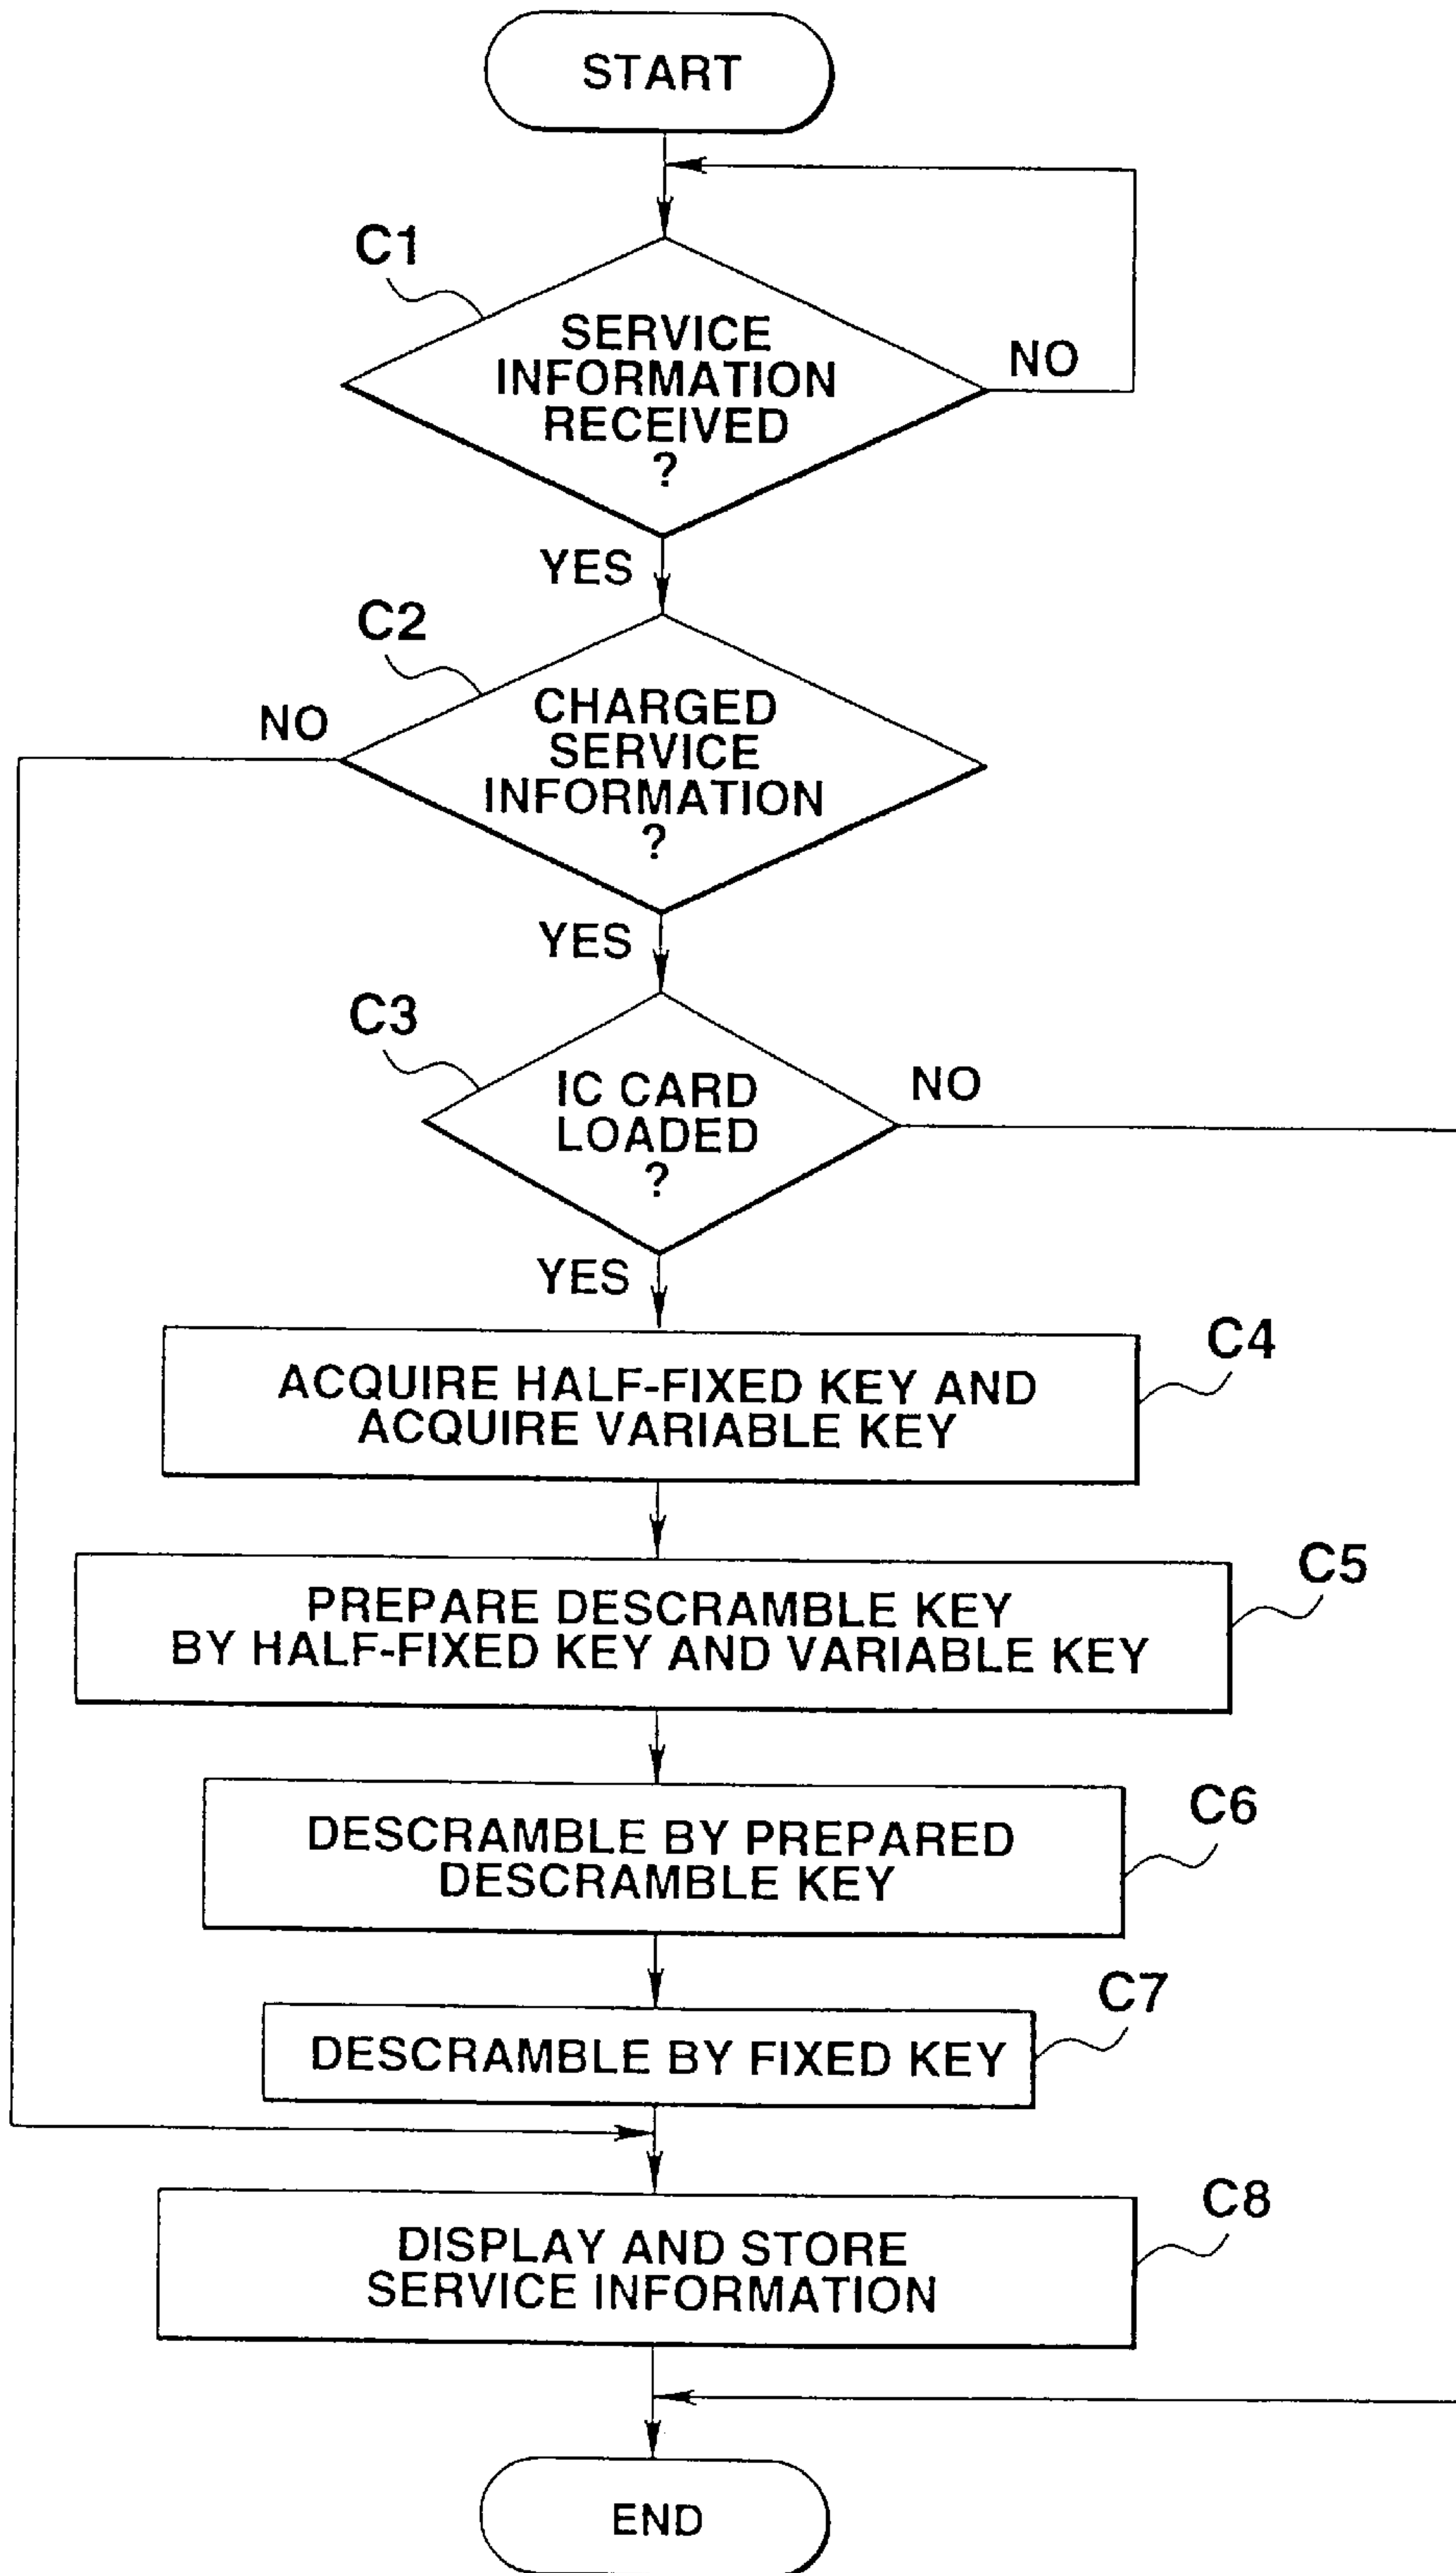 START
C1
SERVICE
INFORMATION
RECEIVED
?
NO
YES
C2
CHARGED
SERVICE
INFORMATION
?
NO
YES
C3
IC CARD
LOADED
?
NO
YES
C4
ACQUIRE HALF-FIXED KEY AND
ACQUIRE VARIABLE KEY
C5
PREPARE DESCRAMBLE KEY
BY HALF-FIXED KEY AND VARIABLE KEY
C6
DESCRAMBLE BY PREPARED
DESCRAMBLE KEY
C7
DESCRAMBLE BY FIXED KEY
C8
DISPLAY AND STORE
SERVICE INFORMATION
END